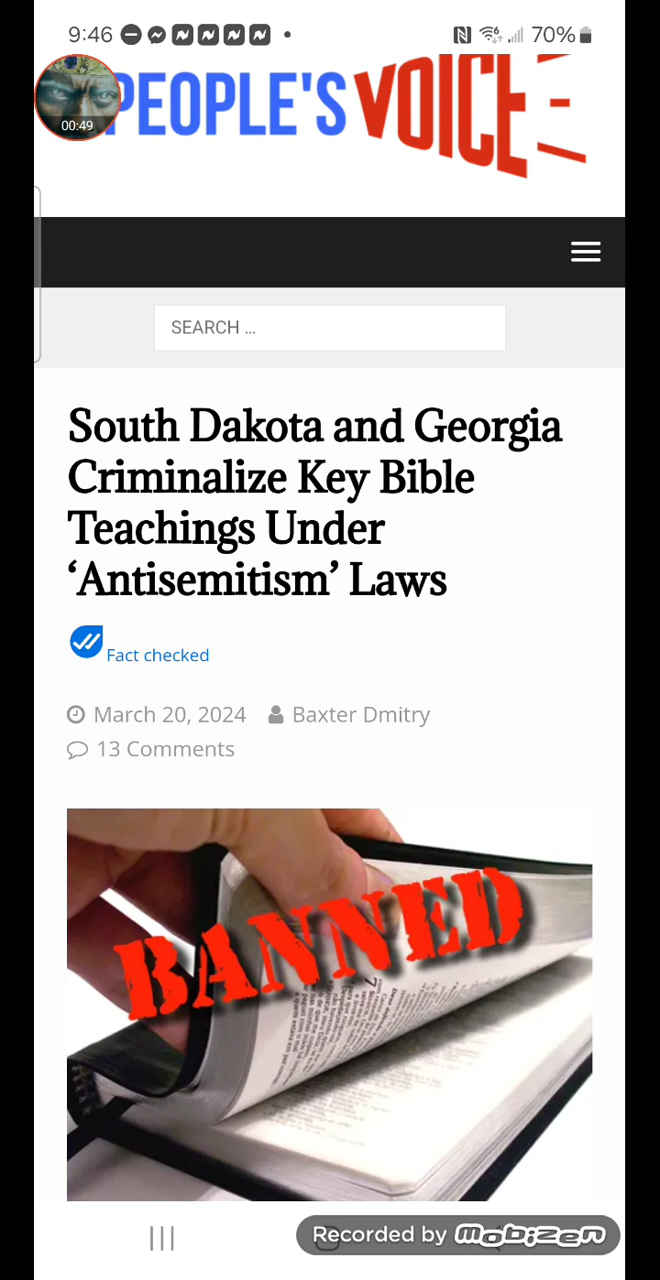 9:46
70%
00:49
PEOPLE'S VOICE
SEARCH ...
South Dakota and Georgia
Criminalize Key Bible
Teachings Under
‘Antisemitism’ Laws
Fact checked
March 20, 2024 Baxter Dmitry
13 Comments
BANNED
7
Recorded by mobizen